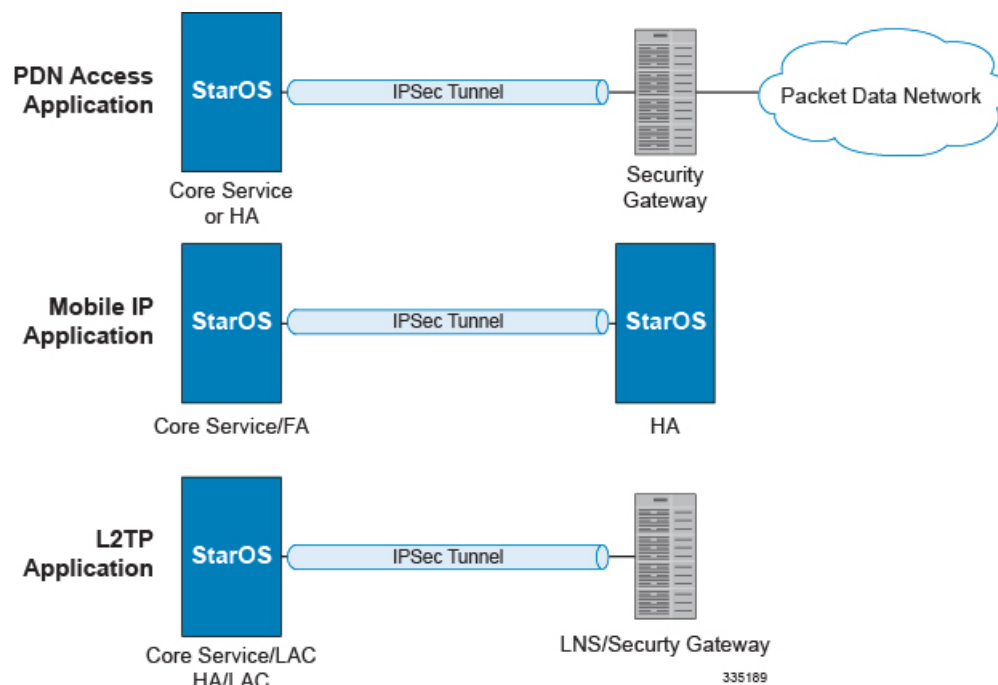 PDN Access
Application
StarOS
IPSec Tunnel
Packet Data Network
Core Service
or HA
Security
Gateway
Mobile IP
Application
StarOS
IPSec Tunnel
StarOS
Core Service/FA
HA
L2TP
Application
StarOS
IPSec Tunnel
Core Service/LAC
HA/LAC
LNS/Securty Gateway
335189